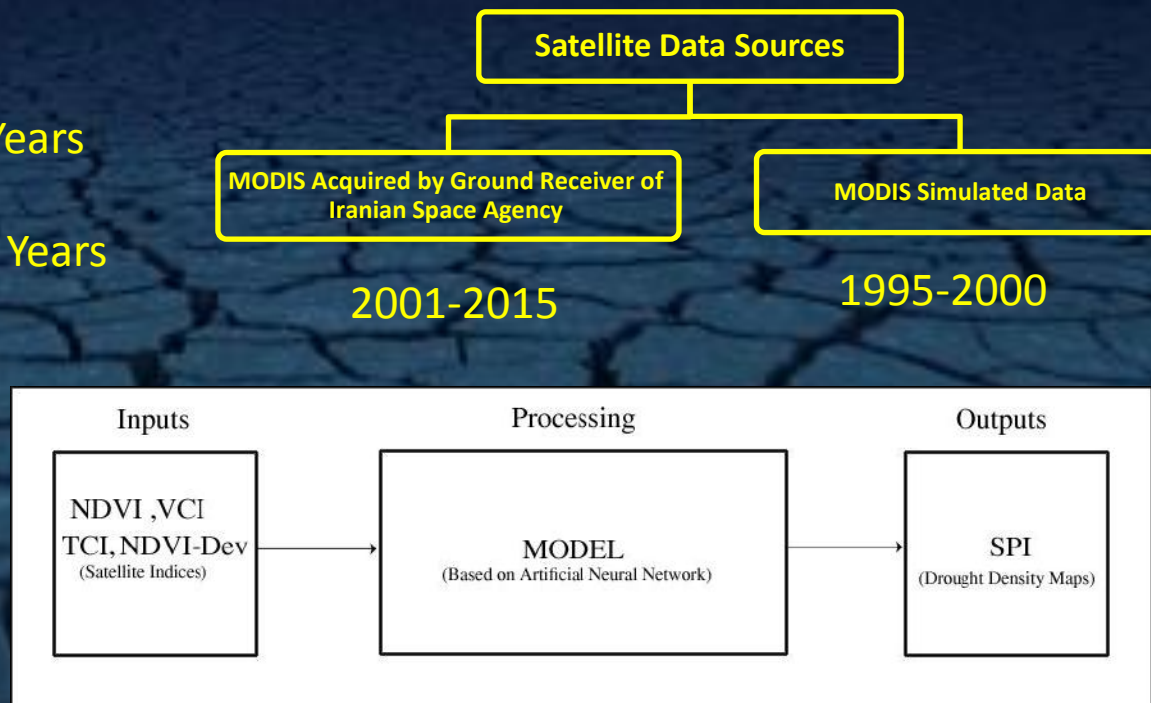 Satellite Data Sources
Years
MODIS Acquired by Ground Receiver of
Iranian Space Agency
MODIS Simulated Data
Years
2001-2015
1995-2000
Inputs
Processing
Outputs
NDVI ,VCI
TCI, NDVI-Dev
(Satellite Indices)
MODEL
(Based on Artificial Neural Network)
SPI
(Drought Density Maps)